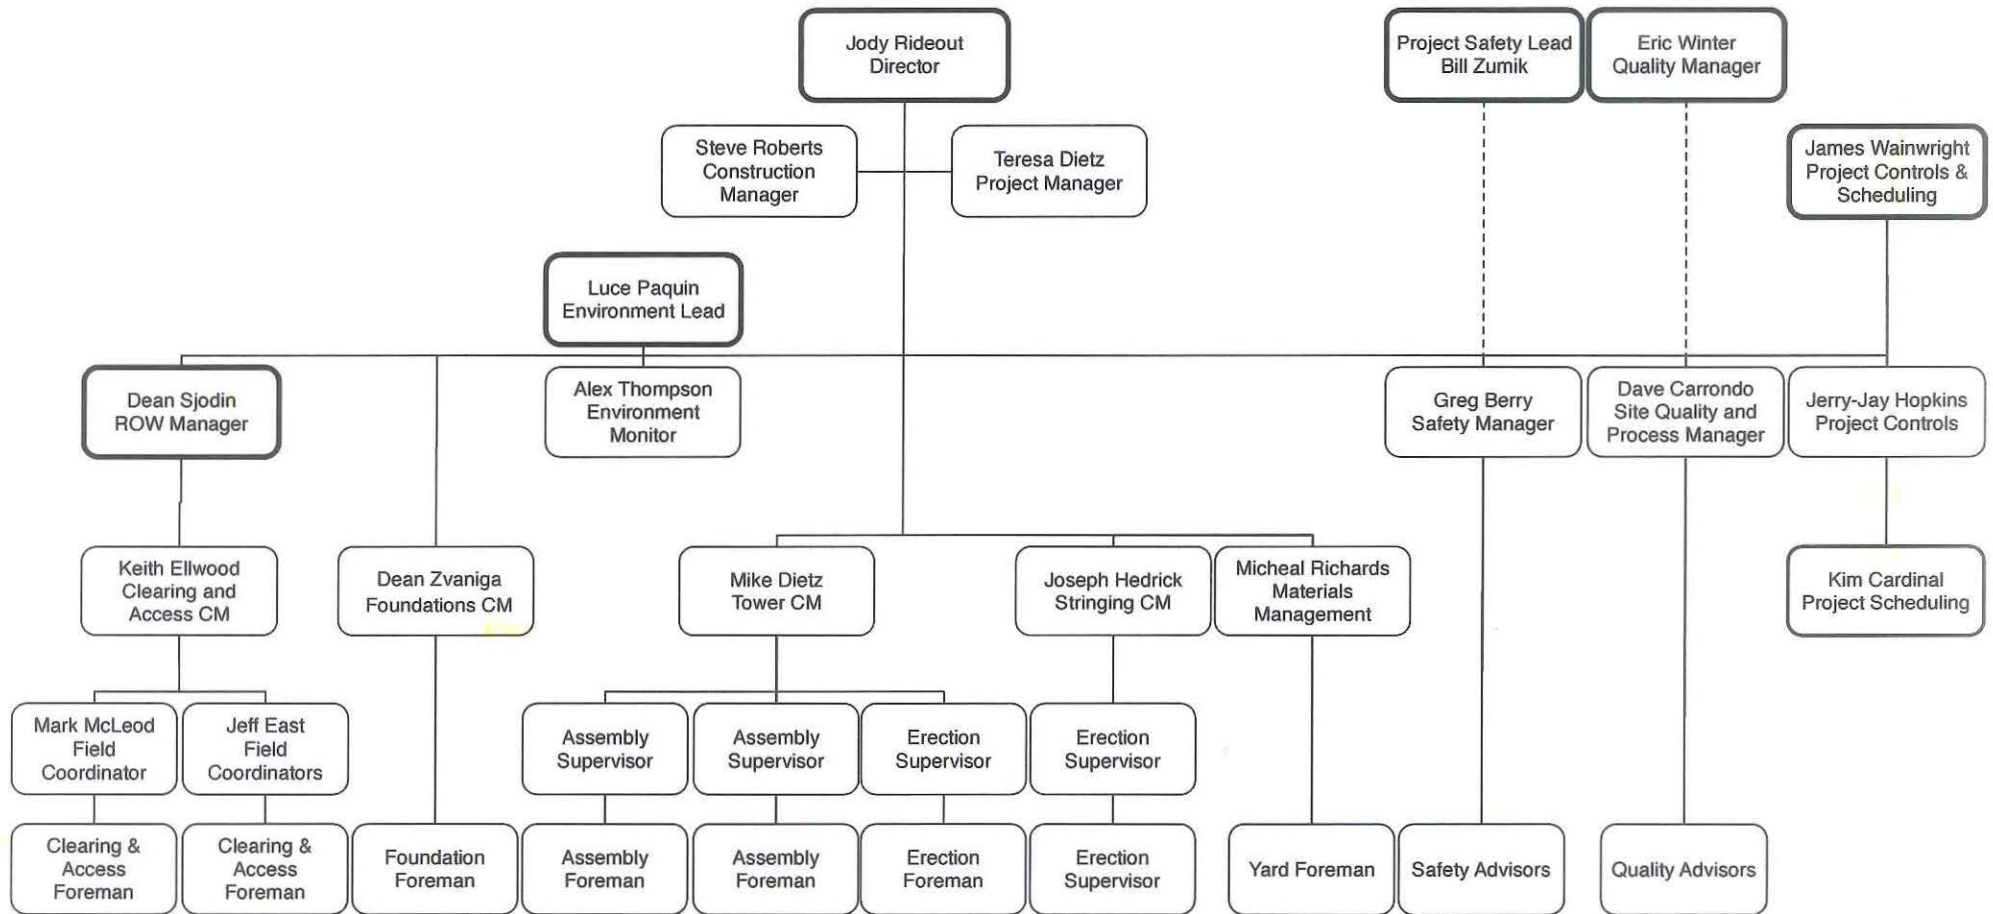 Jody Rideout
Director
Project Safety Lead
Bill Zumik
Eric Winter
Quality Manager
Steve Roberts
Construction
Manager
Teresa Dietz
Project Manager
James Wainwright
Project Controls &
Scheduling
Luce Paquin
Environment Lead
Dean Sjodin
ROW Manager
Alex Thompson
Environment
Monitor
Greg Berry
Safety Manager
Dave Carrondo
Site Quality and
Process Manager
Jerry-Jay Hopkins
Project Controls
Keith Ellwood
Clearing and
Access CM
Dean Zvaniga
Foundations CM
Mike Dietz
Tower CM
Joseph Hedrick
Stringing CM
Micheal Richards
Materials
Management
Kim Cardinal
Project Scheduling
Mark McLeod
Field
Coordinator
Jeff East
Field
Coordinators
Assembly
Supervisor
Assembly
Supervisor
Erection
Supervisor
Erection
Supervisor
Clearing &
Access
Foreman
Clearing &
Access
Foreman
Foundation
Foreman
Assembly
Foreman
Assembly
Foreman
Erection
Foreman
Erection
Supervisor
Yard Foreman
Safety Advisors
Quality Advisors